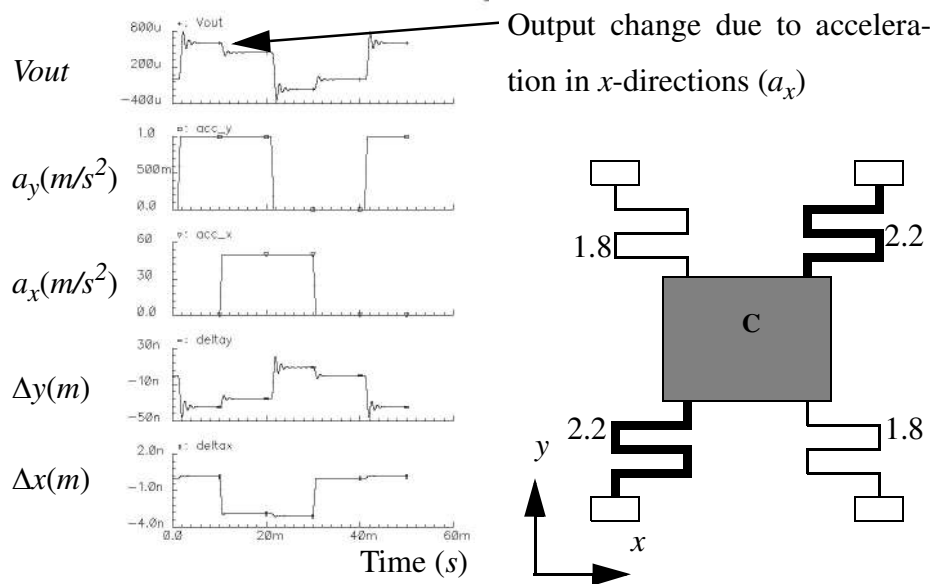 Output change due to accelera-
tion in x-directions (aₓ)
Vout
Vout
800u
200u
-400u
a_y(m/s²)
acc_y
1.0
500m
0.0
aₓ(m/s²)
acc_x
60
30
0.0
Δy(m)
deltay
30n
-10n
-50n
Δx(m)
deltax
2.0n
-1.0n
-4.0n
0.0
20m
40m
60m
Time (s)
1.8
2.2
C
2.2
1.8
y
x